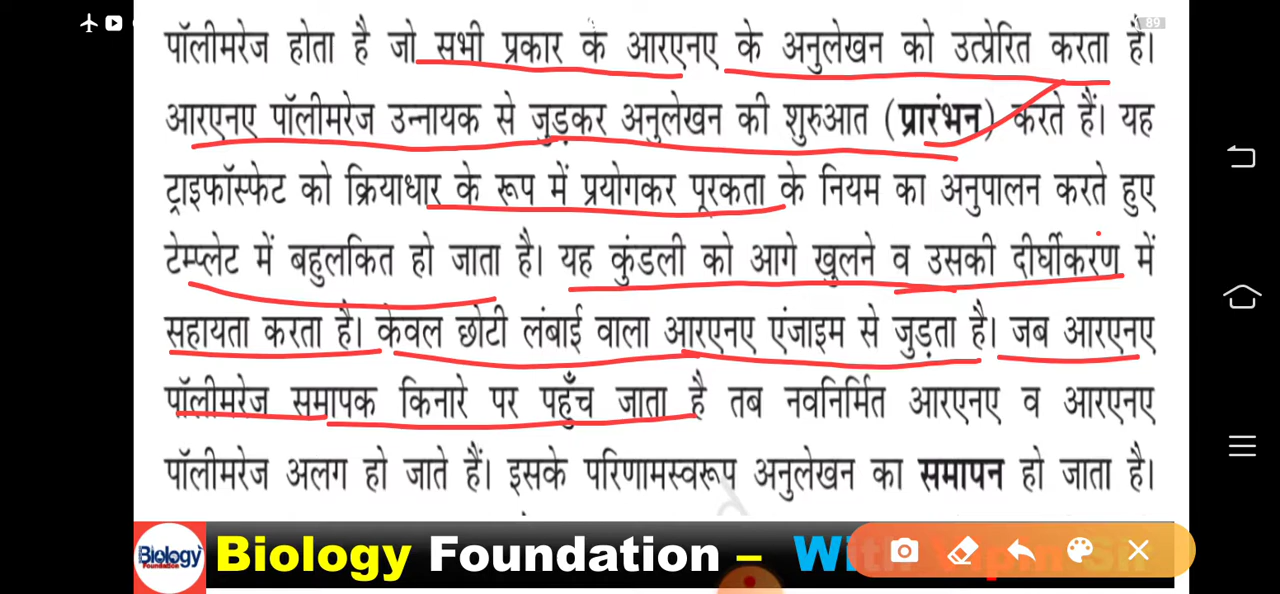 89
पॉलीमरेज होता है जो सभी प्रकार के आरएनए के अनुलेखन को उत्प्रेरित करता है।
आरएनए पॉलीमरेज उन्नायक से जुड़कर अनुलेखन की शुरुआत (प्रारंभन) करते हैं। यह
ट्राइफॉस्फेट को क्रियाधार के रूप में प्रयोगकर पूरकता के नियम का अनुपालन करते हुए
टेम्प्लेट में बहुलकित हो जाता है। यह कुंडली को आगे खुलने व उसकी दीर्घीकरण में
सहायता करता है। केवल छोटी लंबाई वाला आरएनए एंजाइम से जुड़ता है। जब आरएनए
पॉलीमरेज समापक किनारे पर पहुँच जाता है तब नवनिर्मित आरएनए व आरएनए
पॉलीमरेज अलग हो जाते हैं। इसके परिणामस्वरूप अनुलेखन का समापन हो जाता है।
Biology Foundation
Biology Foundation –